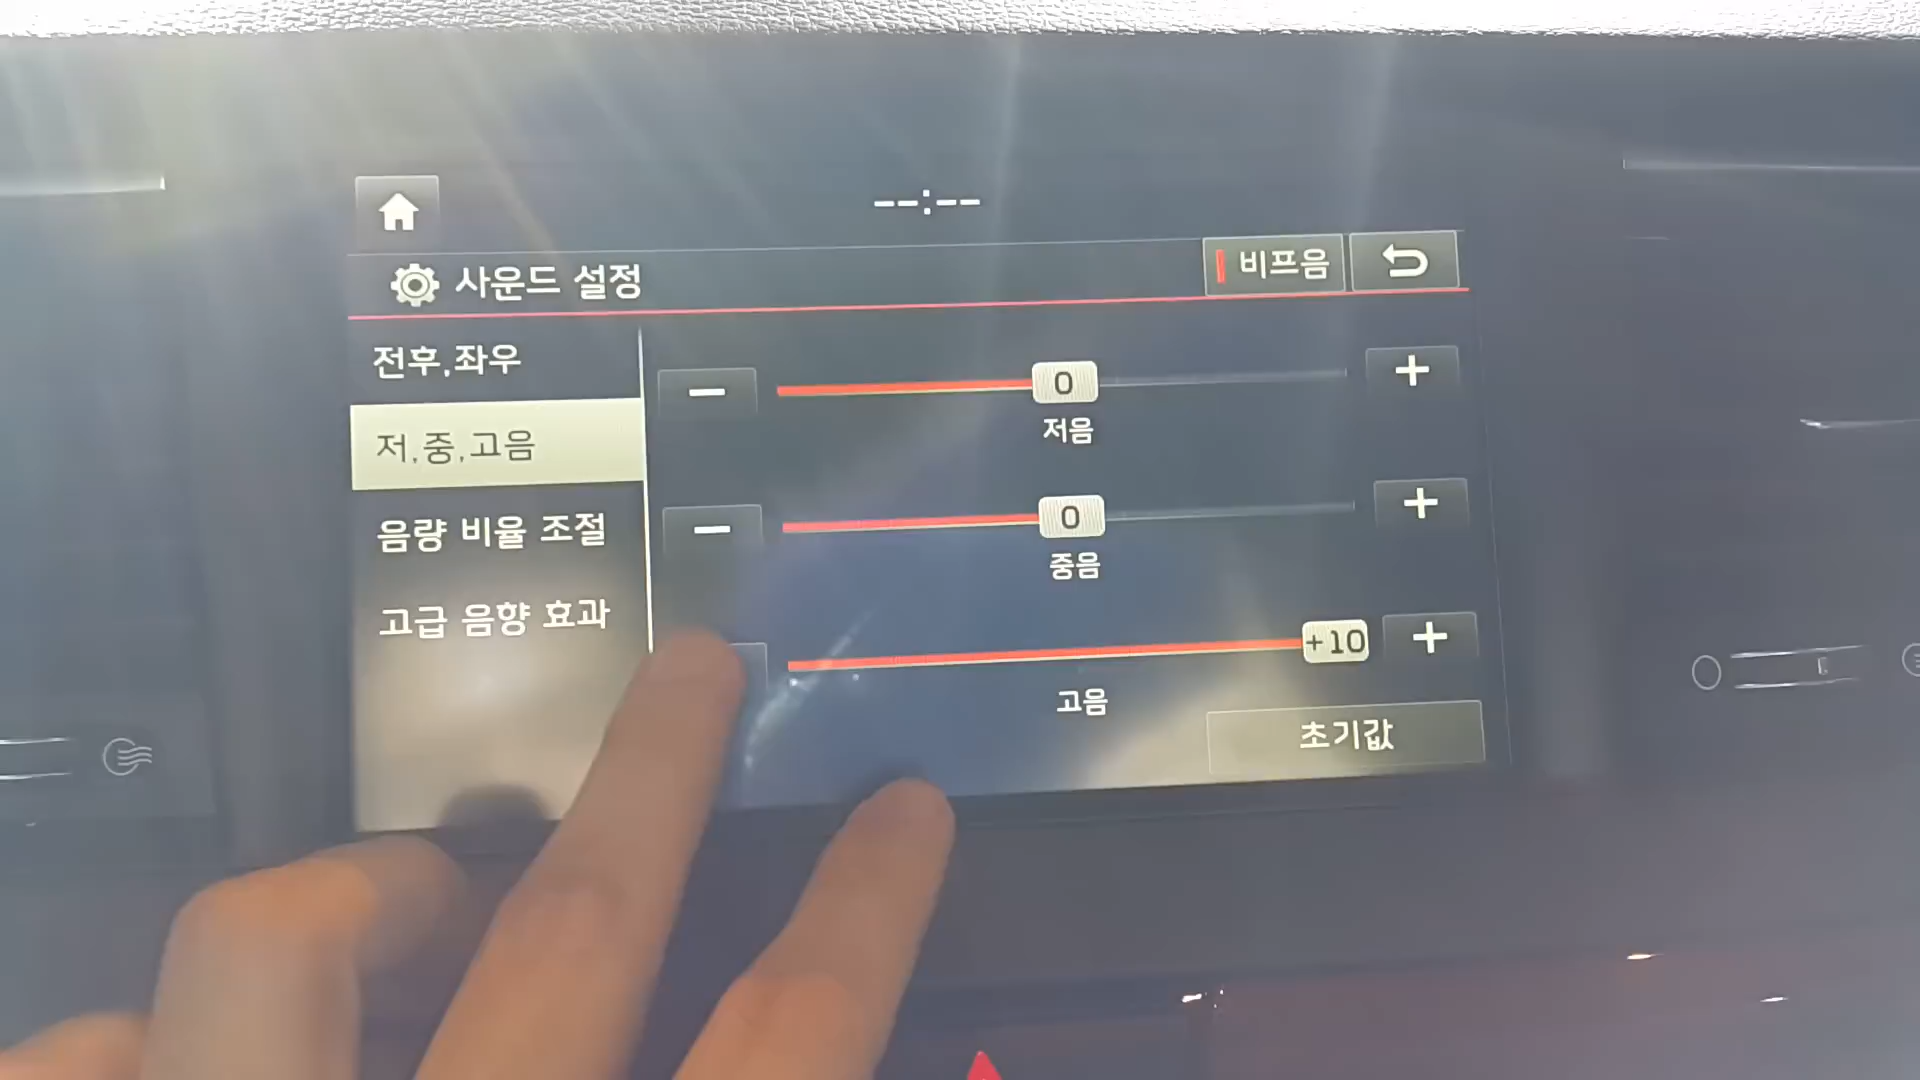 --:--
사운드 설정
비프음
전후,좌우
저,중,고음
음량 비율 조절
고급 음향 효과
0
저음
0
중음
+10
고음
초기값